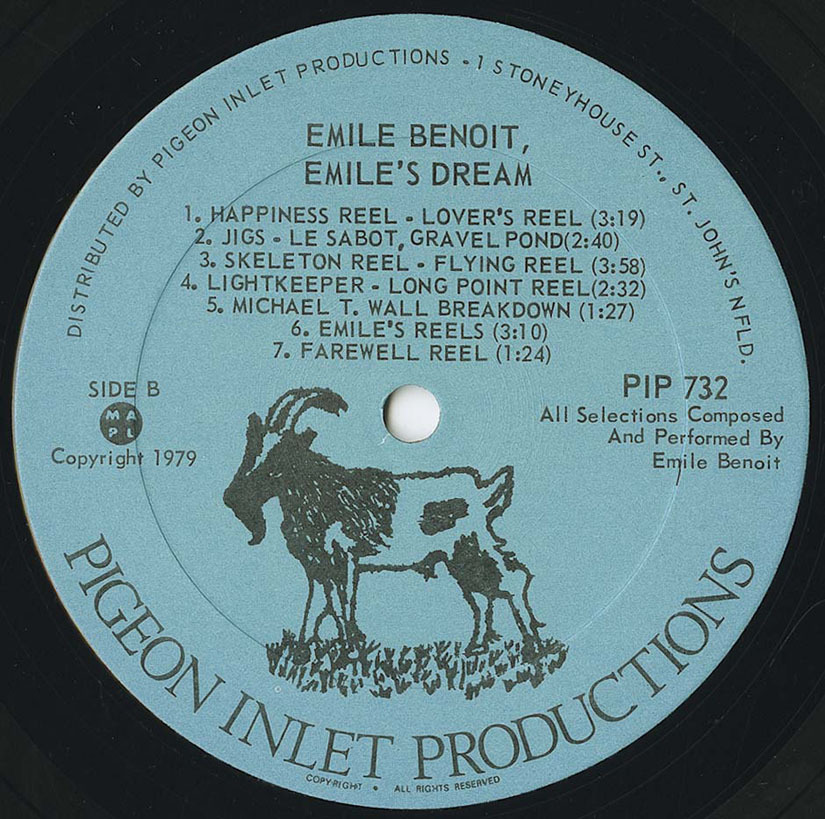 DISTRIBUTED BY PIGEON INLET PRODUCTIONS - 1 STONEYHOUSE ST., ST. JOHN'S NFLD.
EMILE BENOIT,
EMILE'S DREAM
1. HAPPINESS REEL - LOVER'S REEL (3:19)
2. JIGS - LE SABOT, GRAVEL POND(2:40)
3. SKELETON REEL - FLYING REEL (3:58)
4. LIGHTKEEPER - LONG POINT REEL(2:32)
5. MICHAEL T. WALL BREAKDOWN (1:27)
6. EMILE'S REELS (3:10)
7. FAREWELL REEL (1:24)
SIDE B
MA
PL
Copyright 1979
PIP 732
All Selections Composed
And Performed By
Emile Benoit
PIGEON INLET PRODUCTIONS
COPYRIGHT • ALL RIGHTS RESERVED